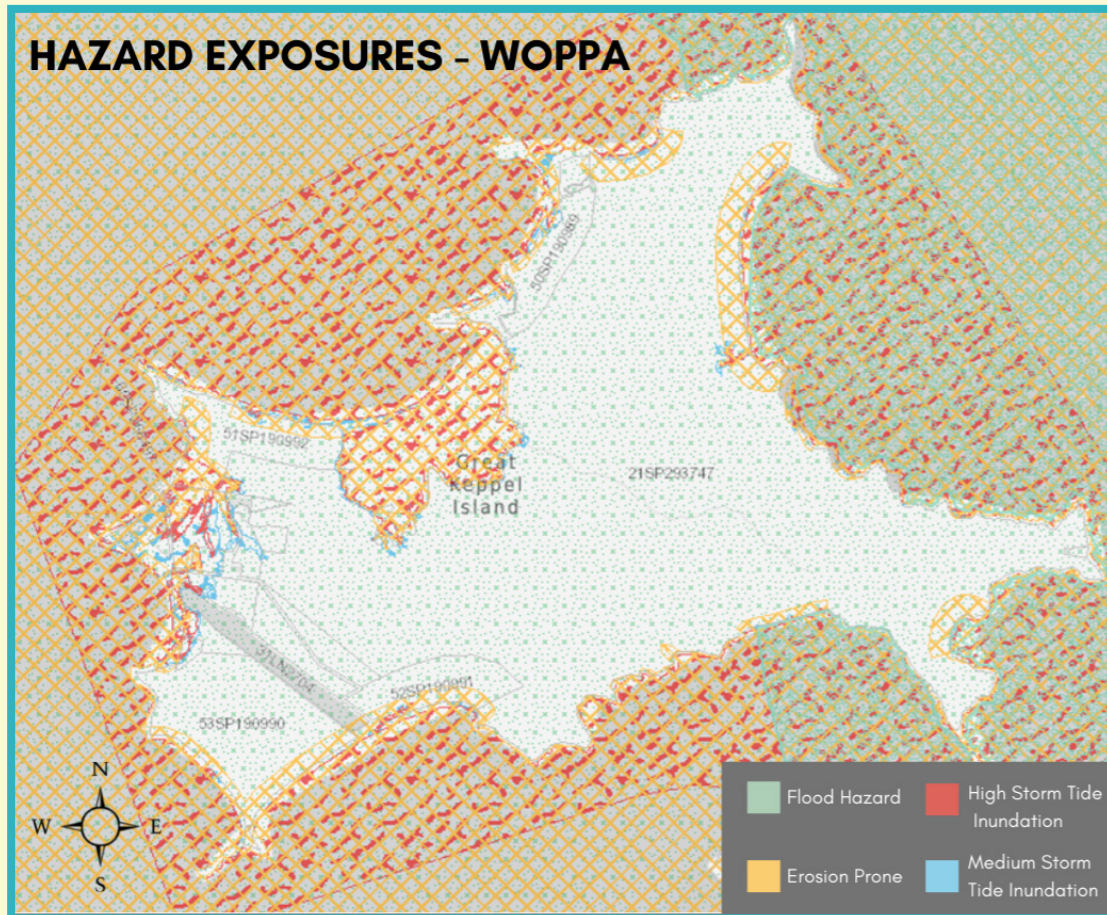 HAZARD EXPOSURES - WOPPA
50SP190989
51SP190992
Great
Keppel
Island
21SP293747
37LN2704
52SP190991
53SP190990
N
W
E
S
Flood Hazard
High Storm Tide
Inundation
Erosion Prone
Medium Storm
Tide Inundation